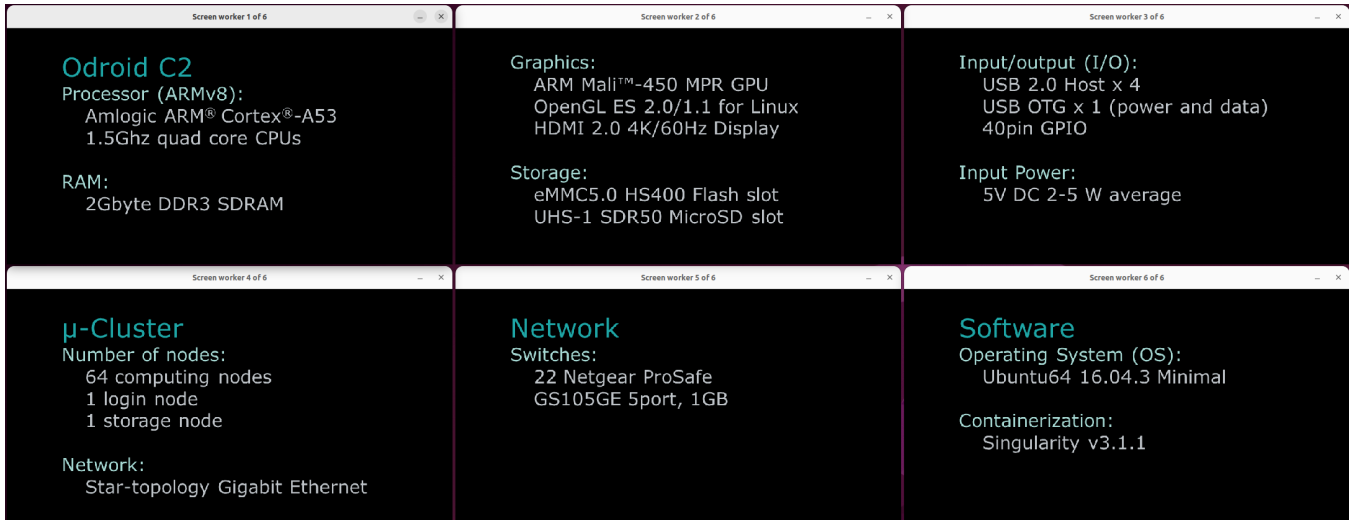 Screen worker 1 of 6
Odroid C2
Processor (ARMv8):
Amlogic ARM® Cortex®-A53
1.5Ghz quad core CPUs
RAM:
2Gbyte DDR3 SDRAM
Screen worker 2 of 6
Graphics:
ARM Mali™-450 MPR GPU
OpenGL ES 2.0/1.1 for Linux
HDMI 2.0 4K/60Hz Display
Storage:
eMMC5.0 HS400 Flash slot
UHS-1 SDR50 MicroSD slot
Screen worker 3 of 6
Input/output (I/O):
USB 2.0 Host x 4
USB OTG x 1 (power and data)
40pin GPIO
Input Power:
5V DC 2-5 W average
Screen worker 4 of 6
μ-Cluster
Number of nodes:
64 computing nodes
1 login node
1 storage node
Network:
Star-topology Gigabit Ethernet
Screen worker 5 of 6
Network
Switches:
22 Netgear ProSafe
GS105GE 5port, 1GB
Screen worker 6 of 6
Software
Operating System (OS):
Ubuntu64 16.04.3 Minimal
Containerization:
Singularity v3.1.1